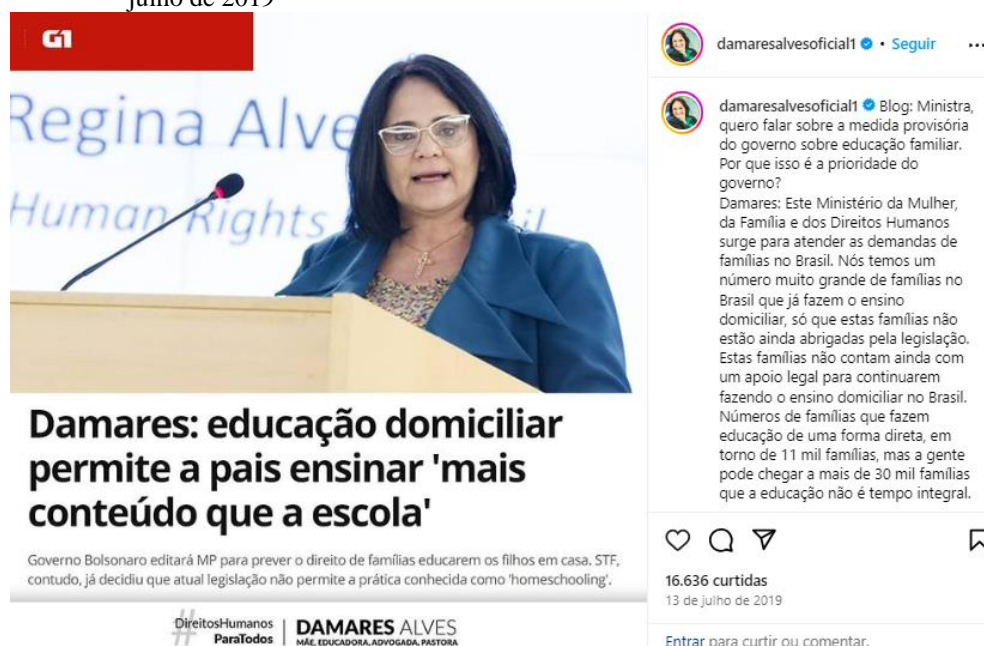 julho de 2019
G1
Regina Alve
Human Rights
il
Damares: educação domiciliar
permite a pais ensinar 'mais
conteúdo que a escola'
Governo Bolsonaro editará MP para prever o direito de famílias educarem os filhos em casa. STF,
contudo, já decidiu que atual legislação não permite a prática conhecida como 'homeschooling'.
#DireitosHumanos
ParaTodos
DAMARES ALVES
MÃE, EDUCADORA, ADVOGADA, PASTORA
damaresalvesoficial1 • Seguir
damaresalvesoficial1 Blog: Ministra,
quero falar sobre a medida provisória
do governo sobre educação familiar.
Por que isso é a prioridade do
governo?
Damares: Este Ministério da Mulher,
da Família e dos Direitos Humanos
surge para atender as demandas de
famílias no Brasil. Nós temos um
número muito grande de famílias no
Brasil que já fazem o ensino
domiciliar, só que estas famílias não
estão ainda abrigadas pela legislação.
Estas famílias não contam ainda com
um apoio legal para continuarem
fazendo o ensino domiciliar no Brasil.
Números de famílias que fazem
educação de uma forma direta, em
torno de 11 mil famílias, mas a gente
pode chegar a mais de 30 mil famílias
que a educação não é tempo integral.
16.636 curtidas
13 de julho de 2019
Entrar para curtir ou comentar.